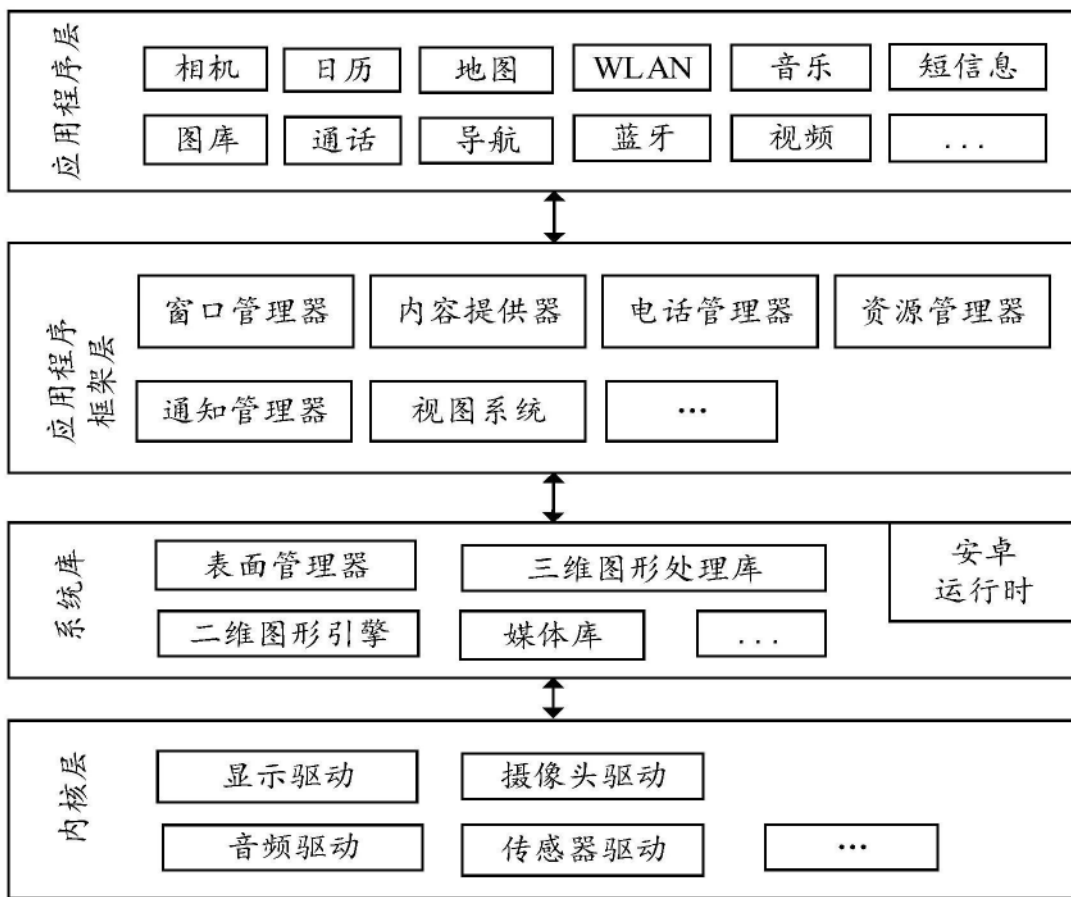 应用程序层
相机 日历 地图 WLAN 音乐 短信息
图库 通话 导航 蓝牙 视频 ...
应用程序
框架层
窗口管理器 内容提供器 电话管理器 资源管理器
通知管理器 视图系统 ...
系统库
表面管理器 三维图形处理库
安卓
运行时
二维图形引擎 媒体库 ...
内核层
显示驱动 摄像头驱动
音频驱动 传感器驱动 ...